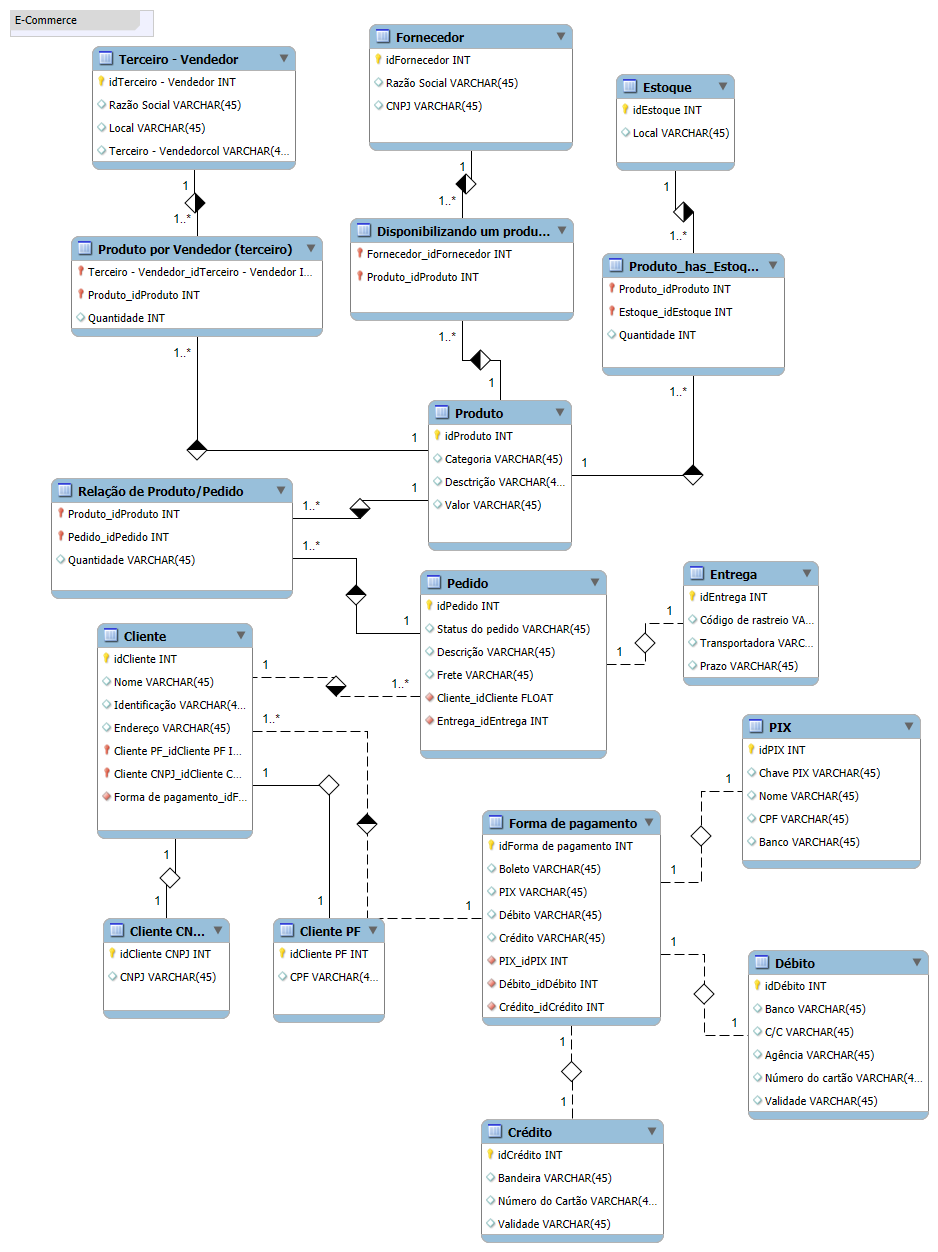 E-Commerce
Terceiro - Vendedor
idTerceiro - Vendedor INT
Razão Social VARCHAR(45)
Local VARCHAR(45)
Terceiro - Vendedorcol VARCHAR(4...
Fornecedor
idFornecedor INT
Razão Social VARCHAR(45)
CNPJ VARCHAR(45)
Estoque
idEstoque INT
Local VARCHAR(45)
1
1..*
1
1..*
1
1..*
Produto por Vendedor (terceiro)
Terceiro - Vendedor_idTerceiro - Vendedor I...
Produto_idProduto INT
Quantidade INT
Disponibilizando um produ...
Fornecedor_idFornecedor INT
Produto_idProduto INT
Produto_has_Estoq...
Produto_idProduto INT
Estoque_idEstoque INT
Quantidade INT
1..*
1
1..*
1
1..*
1
Produto
idProduto INT
Categoria VARCHAR(45)
Desctrição VARCHAR(4...
Valor VARCHAR(45)
Relação de Produto/Pedido
Produto_idProduto INT
Pedido_idPedido INT
Quantidade VARCHAR(45)
1..*
1
1..*
1
Pedido
idPedido INT
Status do pedido VARCHAR(45)
Descrição VARCHAR(45)
Frete VARCHAR(45)
Cliente_idCliente FLOAT
Entrega_idEntrega INT
1
1
Entrega
idEntrega INT
Código de rastreio VA...
Transportadora VARC...
Prazo VARCHAR(45)
Cliente
idCliente INT
Nome VARCHAR(45)
Identificação VARCHAR(4...
Endereço VARCHAR(45)
Cliente PF_idCliente PF I...
Cliente CNPJ_idCliente C...
Forma de pagamento_idF...
1
1..*
1..*
1
1
1
1
1
Cliente CN...
idCliente CNPJ INT
CNPJ VARCHAR(45)
Cliente PF
idCliente PF INT
CPF VARCHAR(4...
Forma de pagamento
idForma de pagamento INT
Boleto VARCHAR(45)
PIX VARCHAR(45)
Débito VARCHAR(45)
Crédito VARCHAR(45)
PIX_idPIX INT
Débito_idDébito INT
Crédito_idCrédito INT
1
1
PIX
idPIX INT
Chave PIX VARCHAR(45)
Nome VARCHAR(45)
CPF VARCHAR(45)
Banco VARCHAR(45)
1
1
Débito
idDébito INT
Banco VARCHAR(45)
C/C VARCHAR(45)
Agência VARCHAR(45)
Número do cartão VARCHAR(4...
Validade VARCHAR(45)
1
1
Crédito
idCrédito INT
Bandeira VARCHAR(45)
Número do Cartão VARCHAR(4...
Validade VARCHAR(45)